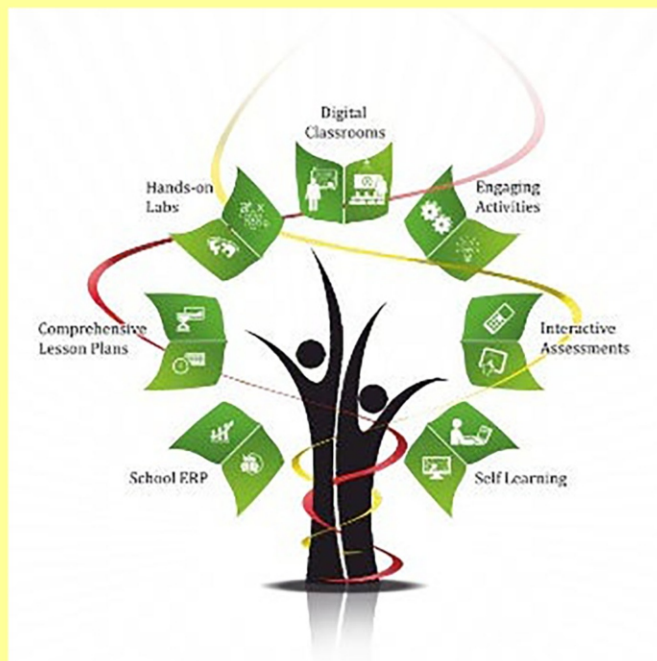 Digital
Classrooms
Hands-on
Labs
Engaging
Activities
Comprehensive
Lesson Plans
Interactive
Assessments
School ERP
Self Learning